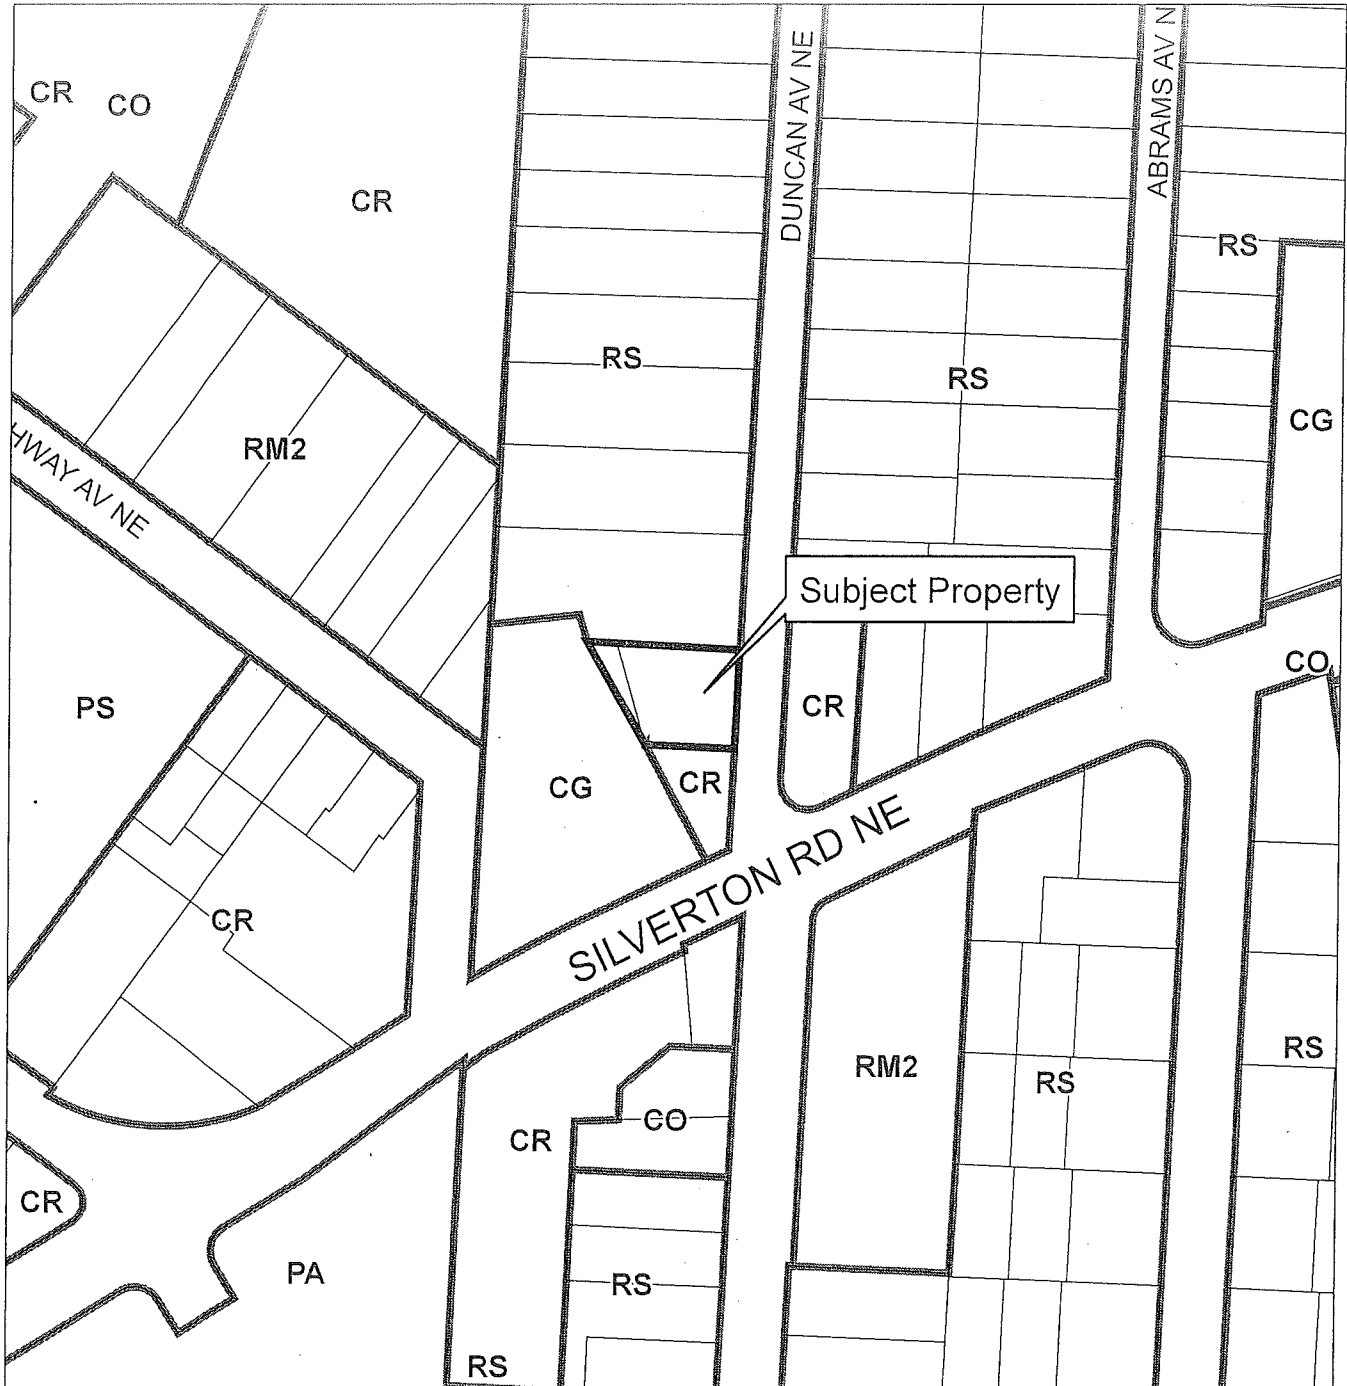 DUNCAN AV NE
ABRAMS AV N
CR
CO
CR
RS
RS
RS
CG
RM2
HWAY AV NE
Subject Property
CO
PS
CR
CG
CR
SILVERTON RD NE
CR
RM2
RS
RS
CO
CR
CR
PA
RS
RS